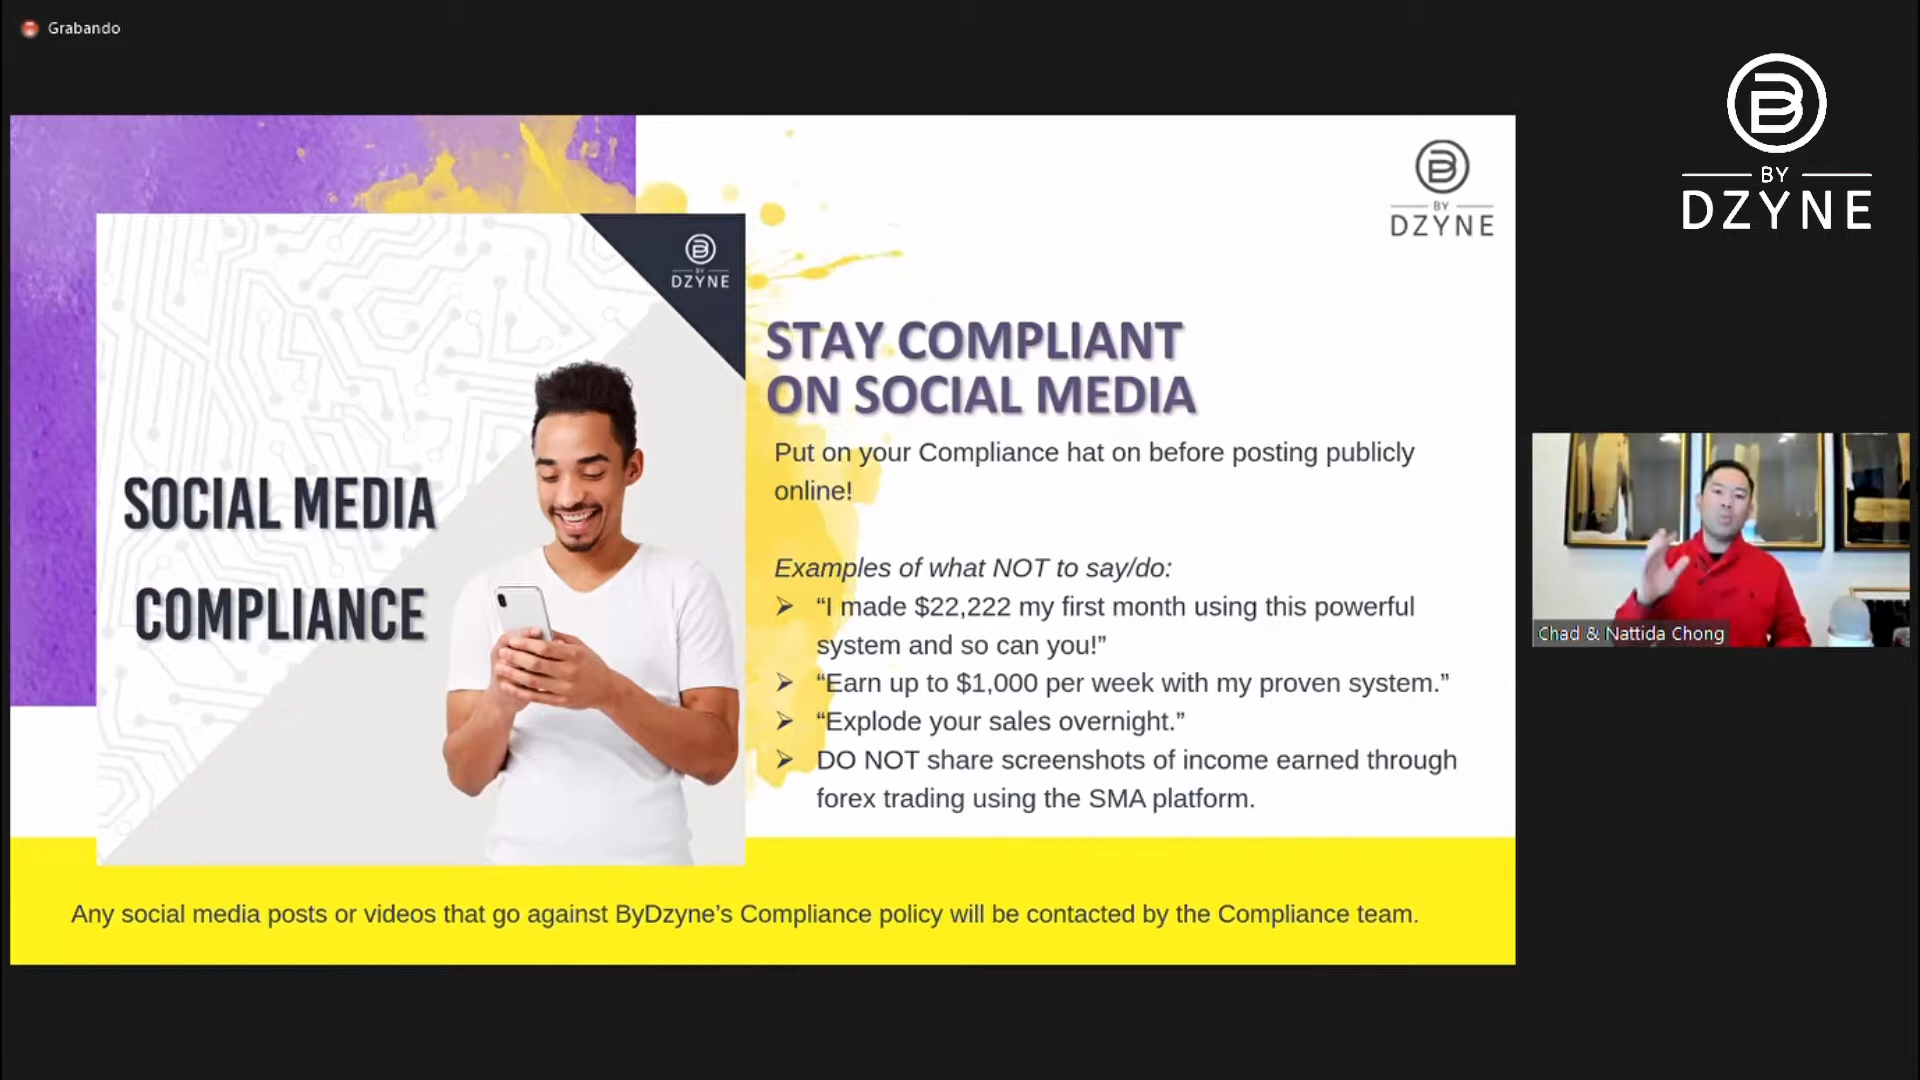 Grabando
BY
DZYNE
BY
DZYNE
BY
DZYNE
SOCIAL MEDIA
COMPLIANCE
STAY COMPLIANT
ON SOCIAL MEDIA
Put on your Compliance hat on before posting publicly
online!
Examples of what NOT to say/do:
➢ “I made $22,222 my first month using this powerful
system and so can you!”
➢ “Earn up to $1,000 per week with my proven system.”
➢ “Explode your sales overnight.”
➢ DO NOT share screenshots of income earned through
forex trading using the SMA platform.
Any social media posts or videos that go against ByDzyne’s Compliance policy will be contacted by the Compliance team.
Chad & Nattida Chong